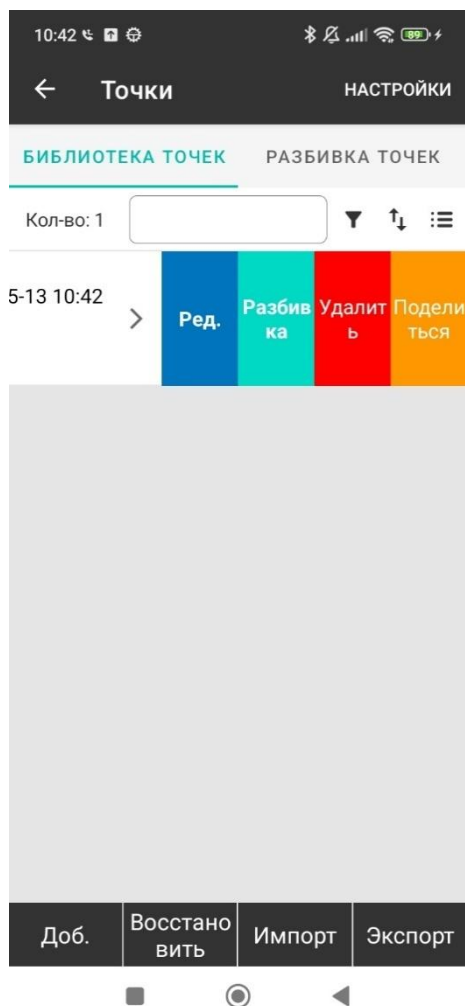 10:42
89
Точки
НАСТРОЙКИ
БИБЛИОТЕКА ТОЧЕК
РАЗБИВКА ТОЧЕК
Кол-во: 1
5-13 10:42
Ред.
Разбив
ка
Удалит
ь
Подели
ться
Доб.
Восстано
вить
Импорт
Экспорт